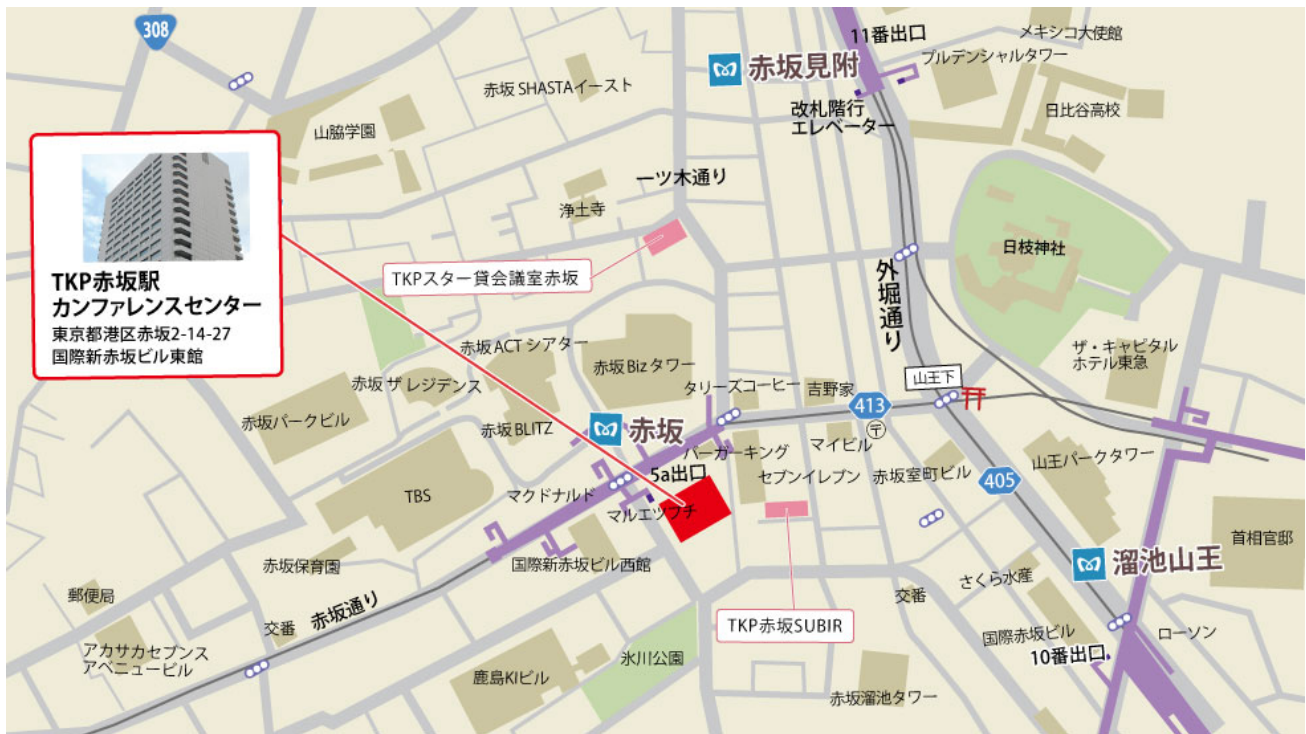 308
11番出口
メキシコ大使館
プルデンシャルタワー
赤坂見附
赤坂 SHASTAイースト
改札階行
エレベーター
日比谷高校
山脇学園
一ツ木通り
浄土寺
日枝神社
TKP赤坂駅
カンファレンスセンター
東京都港区赤坂2-14-27
国際新赤坂ビル東館
TKPスター貸会議室赤坂
外堀通り
赤坂 ACT シアター
赤坂 Biz タワー
ザ・キャピタル
ホテル東急
赤坂 ザ レジデンス
タリーズコーヒー
吉野家
山王下
413
〒
赤坂パークビル
赤坂 BLITZ
赤坂
バーガーキング
マイビル
5a出口
セブンイレブン
赤坂室町ビル
山王パークタワー
405
TBS
マクドナルド
マルエツプチ
首相官邸
赤坂保育園
国際新赤坂ビル西館
溜池山王
さくら水産
郵便局
赤坂通り
交番
交番
TKP赤坂SUBIR
国際赤坂ビル
ローソン
10番出口
アカサカセブンス
アベニュービル
氷川公園
鹿島KIビル
赤坂溜池タワー